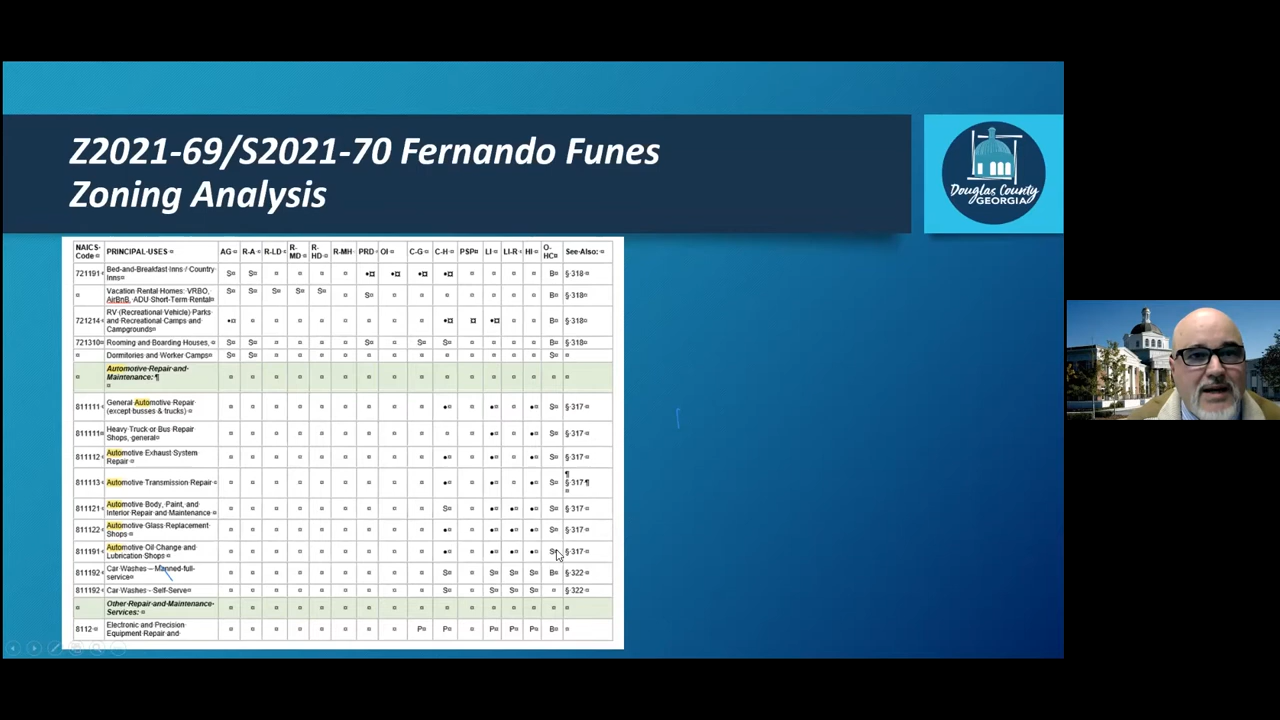 Z2021-69/S2021-70 Fernando Funes
Zoning Analysis
Douglas County
GEORGIA
NAICS Code¤ PRINCIPAL·USES·¤ AG·¤ R-A·¤ R-LD·¤ R-MD·¤ R-HD·¤ R-MH·¤ PRD·¤ OI·¤ C-G·¤ C-H·¤ PSP·¤ LI·¤ LI-R·¤ HI·¤ O-HC¤ See·Also:·¤
721191 Bed-and-Breakfast·Inns·/·Country·Inns¤ S¤ S¤ ¤ ¤ ¤ ¤ •¤ •¤ •¤ •¤ ¤ ¤ ¤ ¤ B¤ §·318·¤
¤ Vacation·Rental·Homes:·VRBO,·AirBnB,·ADU·Short-Term·Rental¤ S¤ S¤ S¤ S¤ S¤ ¤ S¤ ¤ ¤ ¤ ¤ ¤ ¤ ¤ B¤ §·318¤
721214 RV·(Recreational·Vehicle)·Parks·and·Recreational·Camps·and·Campgrounds¤ •¤ ¤ ¤ ¤ ¤ ¤ ¤ ¤ ¤ •¤ ¤ •¤ ¤ ¤ B¤ §·318¤
721310¤ Rooming·and·Boarding·Houses,·¤ S¤ S¤ ¤ ¤ ¤ ¤ S¤ ¤ S¤ S¤ ¤ ¤ ¤ ¤ B¤ §·318¤
¤ Dormitories·and·Worker·Camps¤ S¤ S¤ ¤ ¤ ¤ ¤ ¤ ¤ ¤ ¤ ¤ ¤ ¤ ¤ S¤ ¤
¤ Automotive·Repair·and·Maintenance:·¶ ¤ ¤ ¤ ¤ ¤ ¤ ¤ ¤ ¤ ¤ ¤ ¤ ¤ ¤ ¤ ¤ ¤
811111 General·Automotive·Repair·(except·busses·&·trucks)·¤ ¤ ¤ ¤ ¤ ¤ ¤ ¤ ¤ ¤ •¤ ¤ •¤ ¤ •¤ S¤ §·317¤
811111¤ Heavy·Truck·or·Bus·Repair·Shops,·general¤ ¤ ¤ ¤ ¤ ¤ ¤ ¤ ¤ ¤ ¤ ¤ •¤ ¤ •¤ S¤ §·317¤
811112 Automotive·Exhaust·System·Repair·¤ ¤ ¤ ¤ ¤ ¤ ¤ ¤ ¤ ¤ •¤ ¤ •¤ ¤ •¤ S¤ §·317¤
811113 Automotive·Transmission·Repair·¤ ¤ ¤ ¤ ¤ ¤ ¤ ¤ ¤ ¤ •¤ ¤ •¤ ¤ •¤ S¤ ¶ §·317¶ ¤
811121 Automotive·Body,·Paint,·and·Interior·Repair·and·Maintenance·¤ ¤ ¤ ¤ ¤ ¤ ¤ ¤ ¤ ¤ S¤ ¤ •¤ •¤ •¤ S¤ §·317¤
811122 Automotive·Glass·Replacement·Shops·¤ ¤ ¤ ¤ ¤ ¤ ¤ ¤ ¤ ¤ •¤ ¤ •¤ •¤ •¤ S¤ §·317¤
811191 Automotive·Oil·Change·and·Lubrication·Shops·¤ ¤ ¤ ¤ ¤ ¤ ¤ ¤ ¤ ¤ •¤ ¤ •¤ •¤ •¤ S¤ §·317¤
811192 Car·Washes·–·Manned·full-service¤ ¤ ¤ ¤ ¤ ¤ ¤ ¤ ¤ ¤ S¤ ¤ S¤ S¤ S¤ B¤ §·322·¤
811192 Car·Washes·-·Self-Serve¤ ¤ ¤ ¤ ¤ ¤ ¤ ¤ ¤ ¤ S¤ ¤ S¤ S¤ S¤ ¤ §·322·¤
¤ Other·Repair·and·Maintenance·Services:·¤ ¤ ¤ ¤ ¤ ¤ ¤ ¤ ¤ ¤ ¤ ¤ ¤ ¤ ¤ ¤ ¤
8112·¤ Electronic·and·Precision·Equipment·Repair·and· ¤ ¤ ¤ ¤ ¤ ¤ ¤ ¤ P¤ P¤ ¤ P¤ P¤ P¤ B¤ ¤